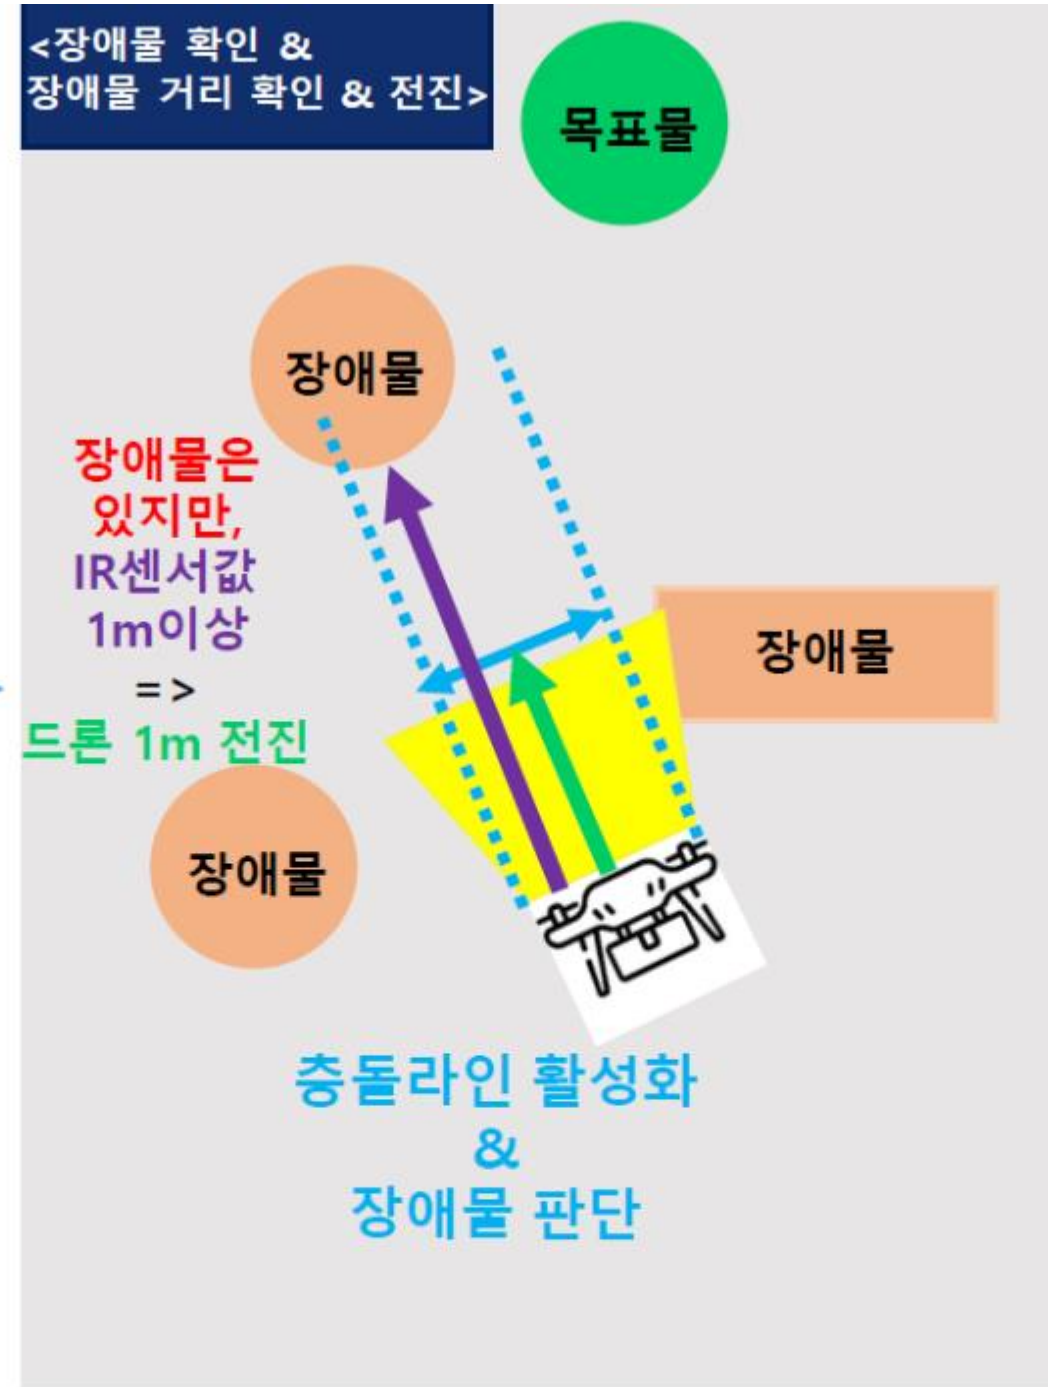 <장애물 확인 &
장애물 거리 확인 & 전진>
목표물
장애물
장애물은
있지만,
IR센서값
1m이상
=>
드론 1m 전진
장애물
장애물
충돌라인 활성화
&
장애물 판단